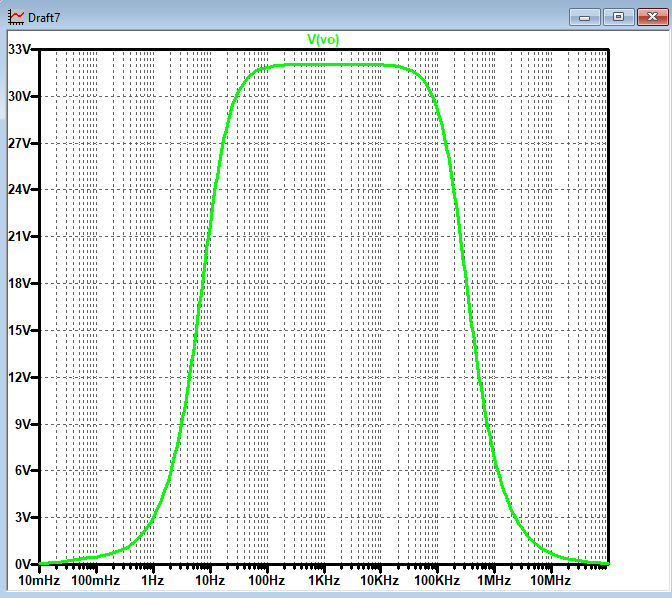 Draft7
V(vo)
33V
30V
27V
24V
21V
18V
15V
12V
9V
6V
3V
0V
10mHz 100mHz 1Hz 10Hz 100Hz 1KHz 10KHz 100KHz 1MHz 10MHz